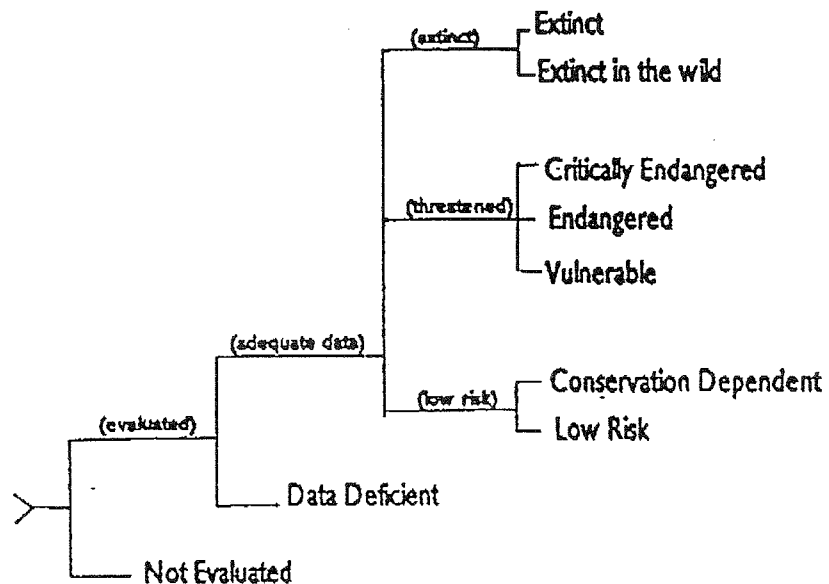 (extinct)
Extinct
Extinct in the wild
(threatened)
Critically Endangered
Endangered
Vulnerable
(adequate data)
(low risk)
Conservation Dependent
Low Risk
(evaluated)
Data Deficient
Not Evaluated